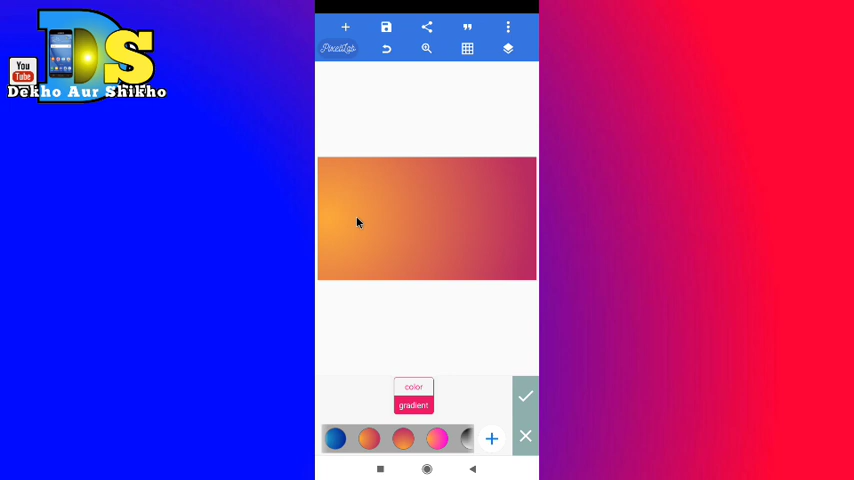 DS
You
Tube
Dekho Aur Shikho
PixelLab
color
gradient